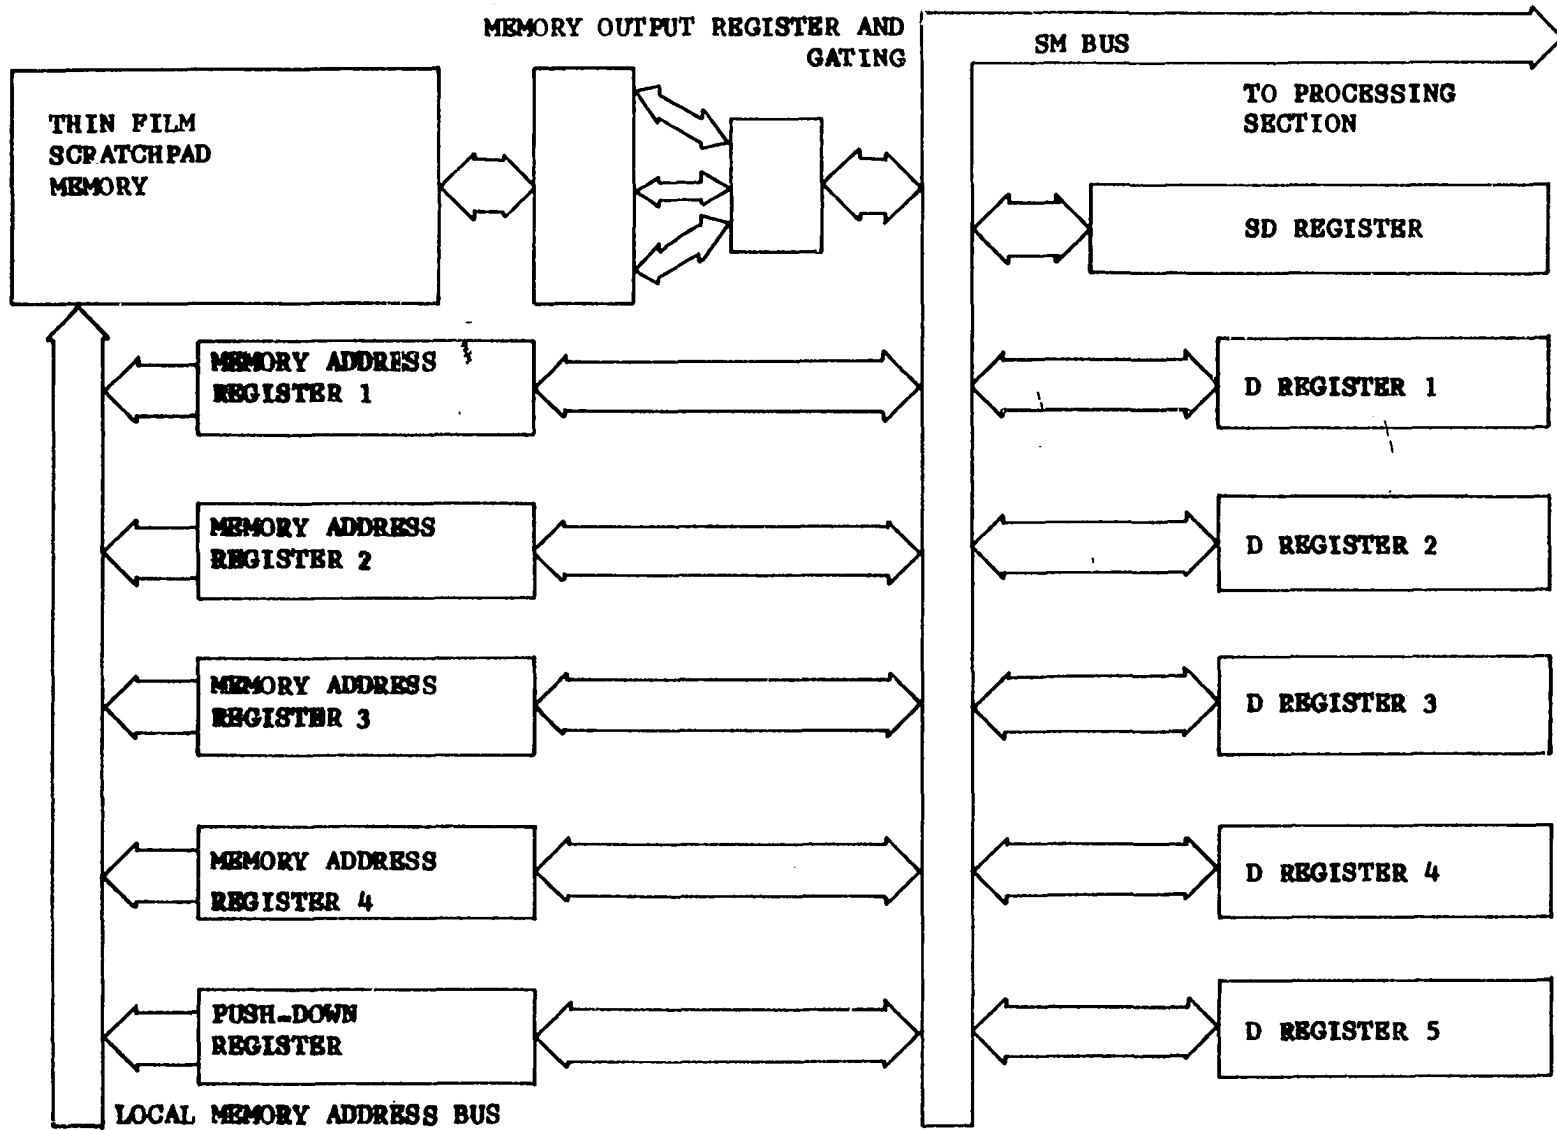 MEMORY OUTPUT REGISTER AND
GATING
SM BUS
TO PROCESSING
SECTION
THIN FILM
SCRATCHPAD
MEMORY
SD REGISTER
MEMORY ADDRESS
REGISTER 1
D REGISTER 1
MEMORY ADDRESS
REGISTER 2
D REGISTER 2
MEMORY ADDRESS
REGISTER 3
D REGISTER 3
MEMORY ADDRESS
REGISTER 4
D REGISTER 4
PUSH-DOWN
REGISTER
D REGISTER 5
LOCAL MEMORY ADDRESS BUS